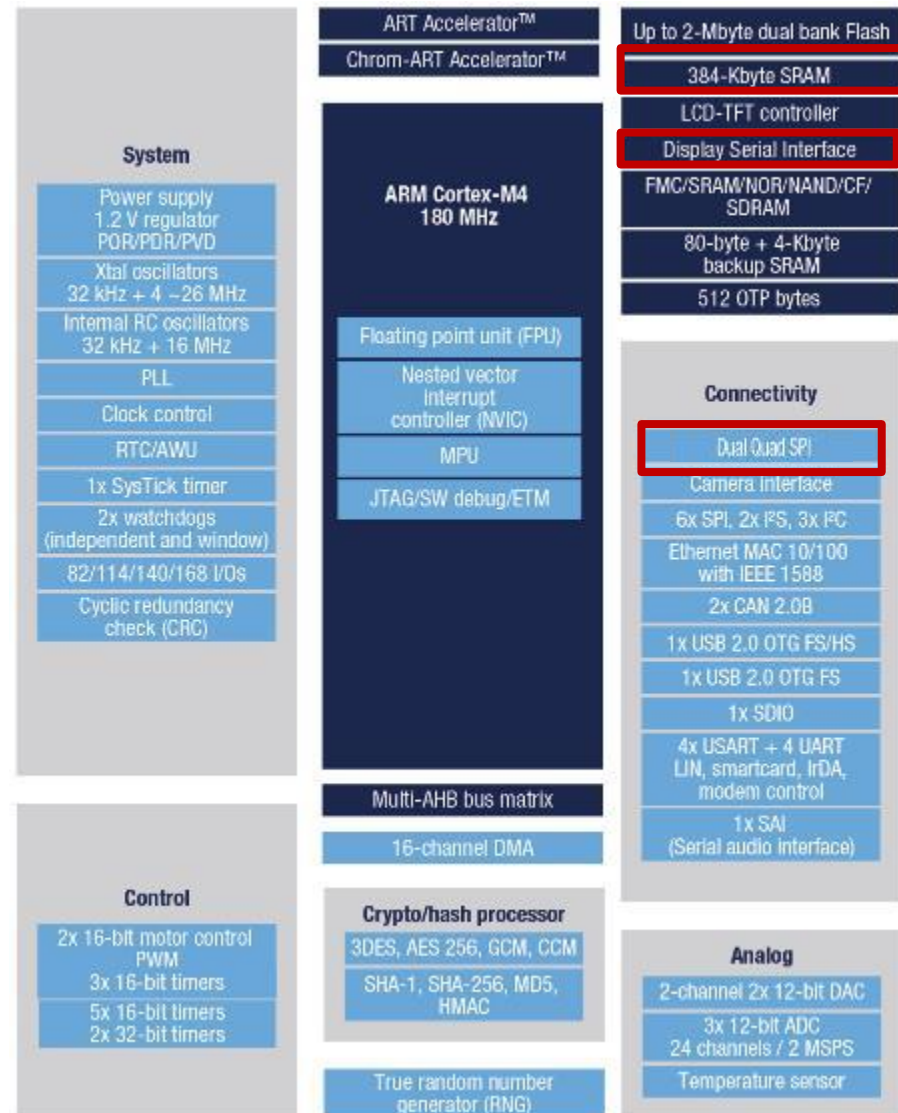 System
Power supply
1.2 V regulator
POR/PDR/PVD
Xtal oscillators
32 kHz + 4 ~26 MHz
Internal RC oscillators
32 kHz + 16 MHz
PLL
Clock control
RTC/AWU
1x SysTick timer
2x watchdogs
(independent and window)
82/114/140/168 I/Os
Cyclic redundancy
check (CRC)
Control
2x 16-bit motor control
PWM
3x 16-bit timers
5x 16-bit timers
2x 32-bit timers
ART Accelerator™
Chrom-ART Accelerator™
ARM Cortex-M4
180 MHz
Floating point unit (FPU)
Nested vector
interrupt
controller (NVIC)
MPU
JTAG/SW debug/ETM
Multi-AHB bus matrix
16-channel DMA
Crypto/hash processor
3DES, AES 256, GCM, CCM
SHA-1, SHA-256, MD5,
HMAC
True random number
generator (RNG)
Up to 2-Mbyte dual bank Flash
384-Kbyte SRAM
LCD-TFT controller
Display Serial Interface
FMC/SRAM/NOR/NAND/CF/
SDRAM
80-byte + 4-Kbyte
backup SRAM
512 OTP bytes
Connectivity
Dual Quad SPI
Camera Interface
6x SPI, 2x I²S, 3x I²C
Ethernet MAC 10/100
with IEEE 1588
2x CAN 2.0B
1x USB 2.0 OTG FS/HS
1x USB 2.0 OTG FS
1x SDIO
4x USART + 4 UART
LIN, smartcard, IrDA,
modem control
1x SAI
(Serial audio interface)
Analog
2-channel 2x 12-bit DAC
3x 12-bit ADC
24 channels / 2 MSPS
Temperature sensor